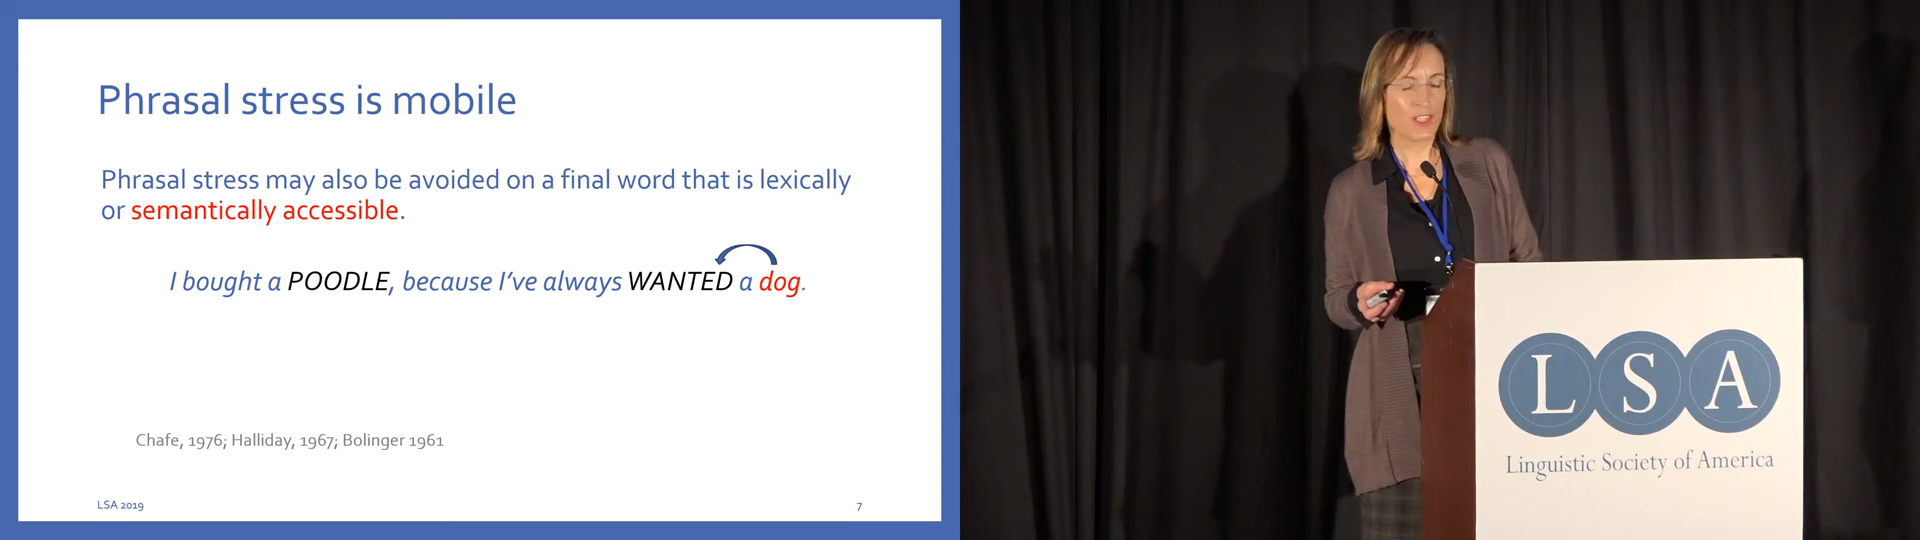 Phrasal stress is mobile
Phrasal stress may also be avoided on a final word that is lexically
or semantically accessible.
I bought a POODLE, because I've always WANTED a dog.
Chafe, 1976; Halliday, 1967; Bolinger 1961
LSA 2019
7
LSA
Linguistic Society of America